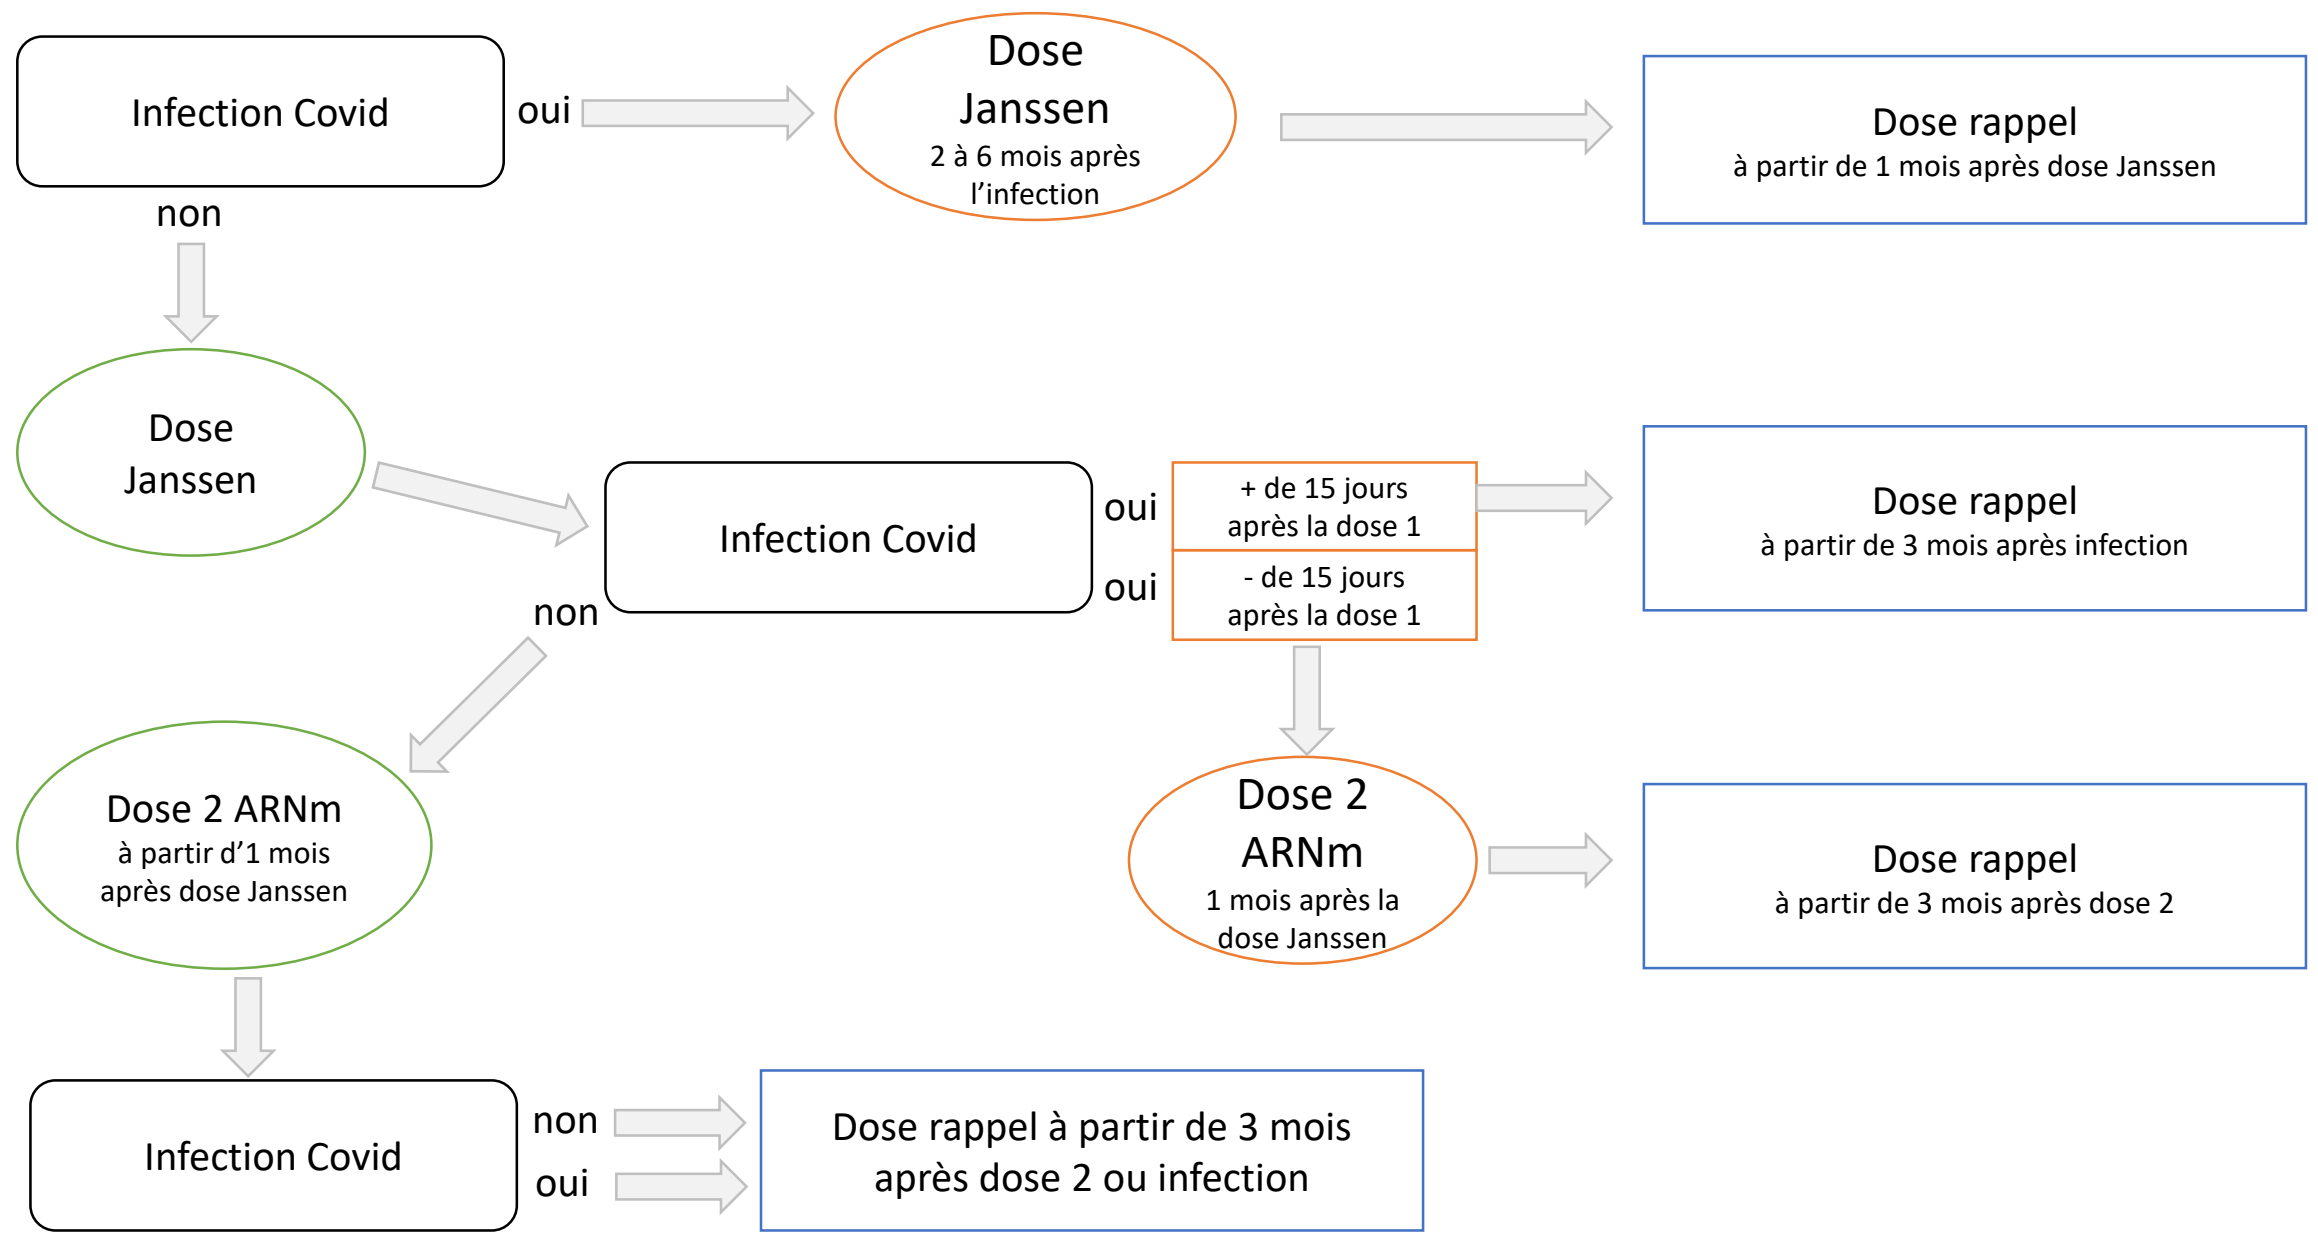 Infection Covid
oui
Dose
Janssen
2 à 6 mois après
l’infection
Dose rappel
à partir de 1 mois après dose Janssen
non
Dose
Janssen
Infection Covid
oui
+ de 15 jours
après la dose 1
oui
- de 15 jours
après la dose 1
Dose rappel
à partir de 3 mois après infection
non
Dose 2 ARNm
à partir d’1 mois
après dose Janssen
Dose 2
ARNm
1 mois après la
dose Janssen
Dose rappel
à partir de 3 mois après dose 2
Infection Covid
non
oui
Dose rappel à partir de 3 mois
après dose 2 ou infection